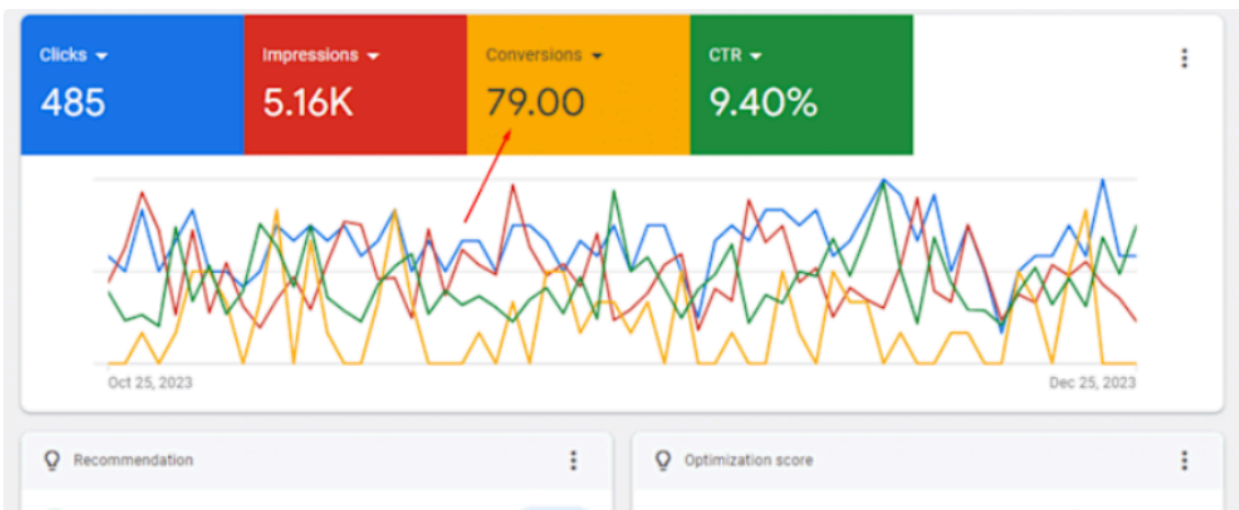 Clicks
Impressions
Conversions
CTR
485
5.16K
79.00
9.40%
Oct 25, 2023
Dec 25, 2023
Recommendation
Optimization score